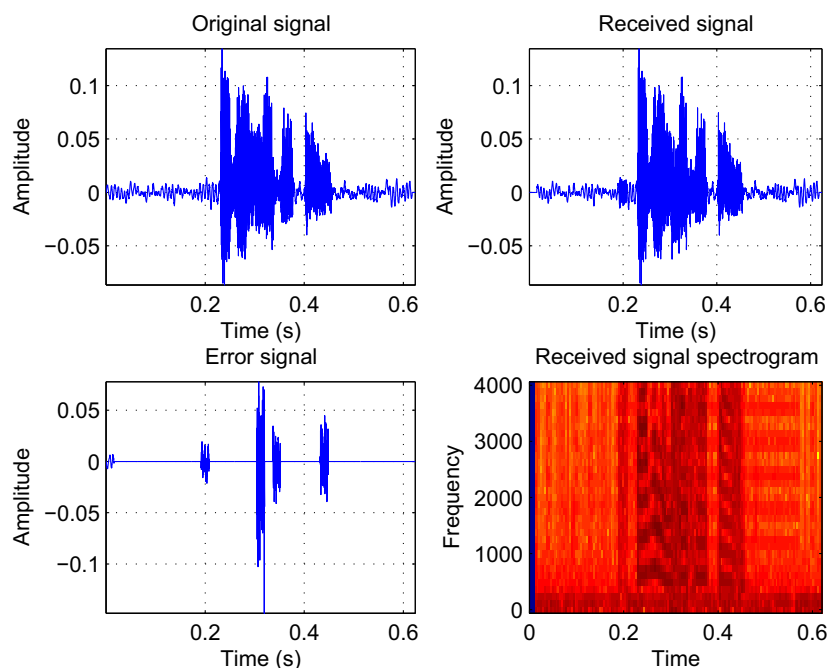 Original signal
Amplitude
0.1
0.05
0
−0.05
0.2
0.4
0.6
Time (s)
Received signal
Amplitude
0.1
0.05
0
−0.05
0.2
0.4
0.6
Time (s)
Error signal
Amplitude
0.05
0
−0.05
−0.1
0.2
0.4
0.6
Time (s)
Received signal spectrogram
Frequency
4000
3000
2000
1000
0
0
0.2
0.4
0.6
Time